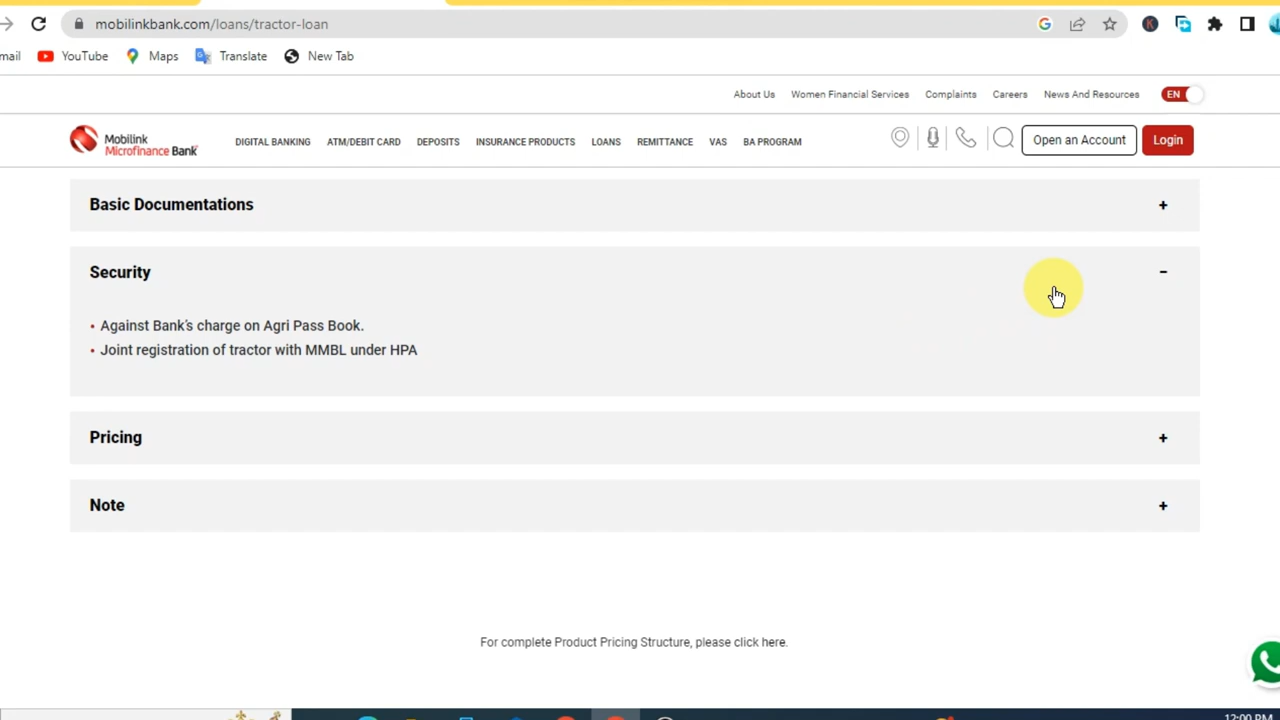 mobilinkbank.com/loans/tractor-loan
mail YouTube Maps Translate New Tab
About Us Women Financial Services Complaints Careers News And Resources EN
Mobilink
Microfinance Bank
DIGITAL BANKING ATM/DEBIT CARD DEPOSITS INSURANCE PRODUCTS LOANS REMITTANCE VAS BA PROGRAM Open an Account Login
Basic Documentations +
Security −
• Against Bank's charge on Agri Pass Book.
• Joint registration of tractor with MMBL under HPA
Pricing +
Note +
For complete Product Pricing Structure, please click here.
12:00 PM